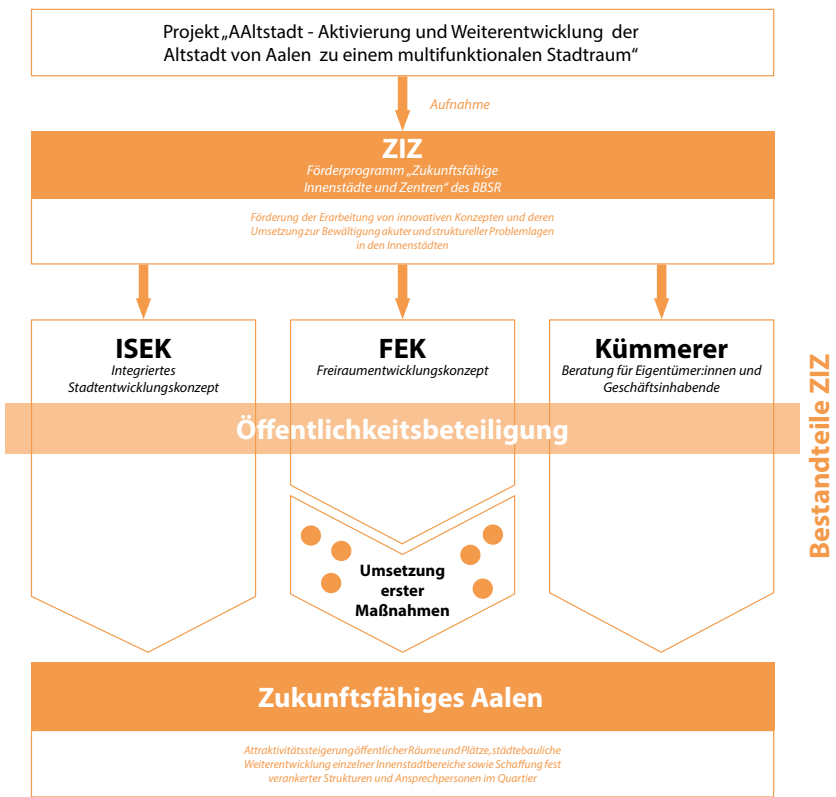 Projekt „AAltstadt - Aktivierung und Weiterentwicklung der
Altstadt von Aalen zu einem multifunktionalen Stadtraum“
Aufnahme
ZIZ
Förderprogramm „Zukunftsfähige
Innenstädte und Zentren“ des BBSR
Förderung der Erarbeitung von innovativen Konzepten und deren
Umsetzung zur Bewältigung akuter und struktureller Problemlagen
in den Innenstädten
ISEK
Integriertes
Stadtentwicklungskonzept
FEK
Freiraumentwicklungskonzept
Kümmerer
Beratung für Eigentümer:innen und
Geschäftsinhabende
Öffentlichkeitsbeteiligung
Bestandteile ZIZ
Umsetzung
erster
Maßnahmen
Zukunftsfähiges Aalen
Attraktivitätssteigerung öffentlicher Räume und Plätze, städtebauliche
Weiterentwicklung einzelner Innenstadtbereiche sowie Schaffung fest
verankerter Strukturen und Ansprechpersonen im Quartier